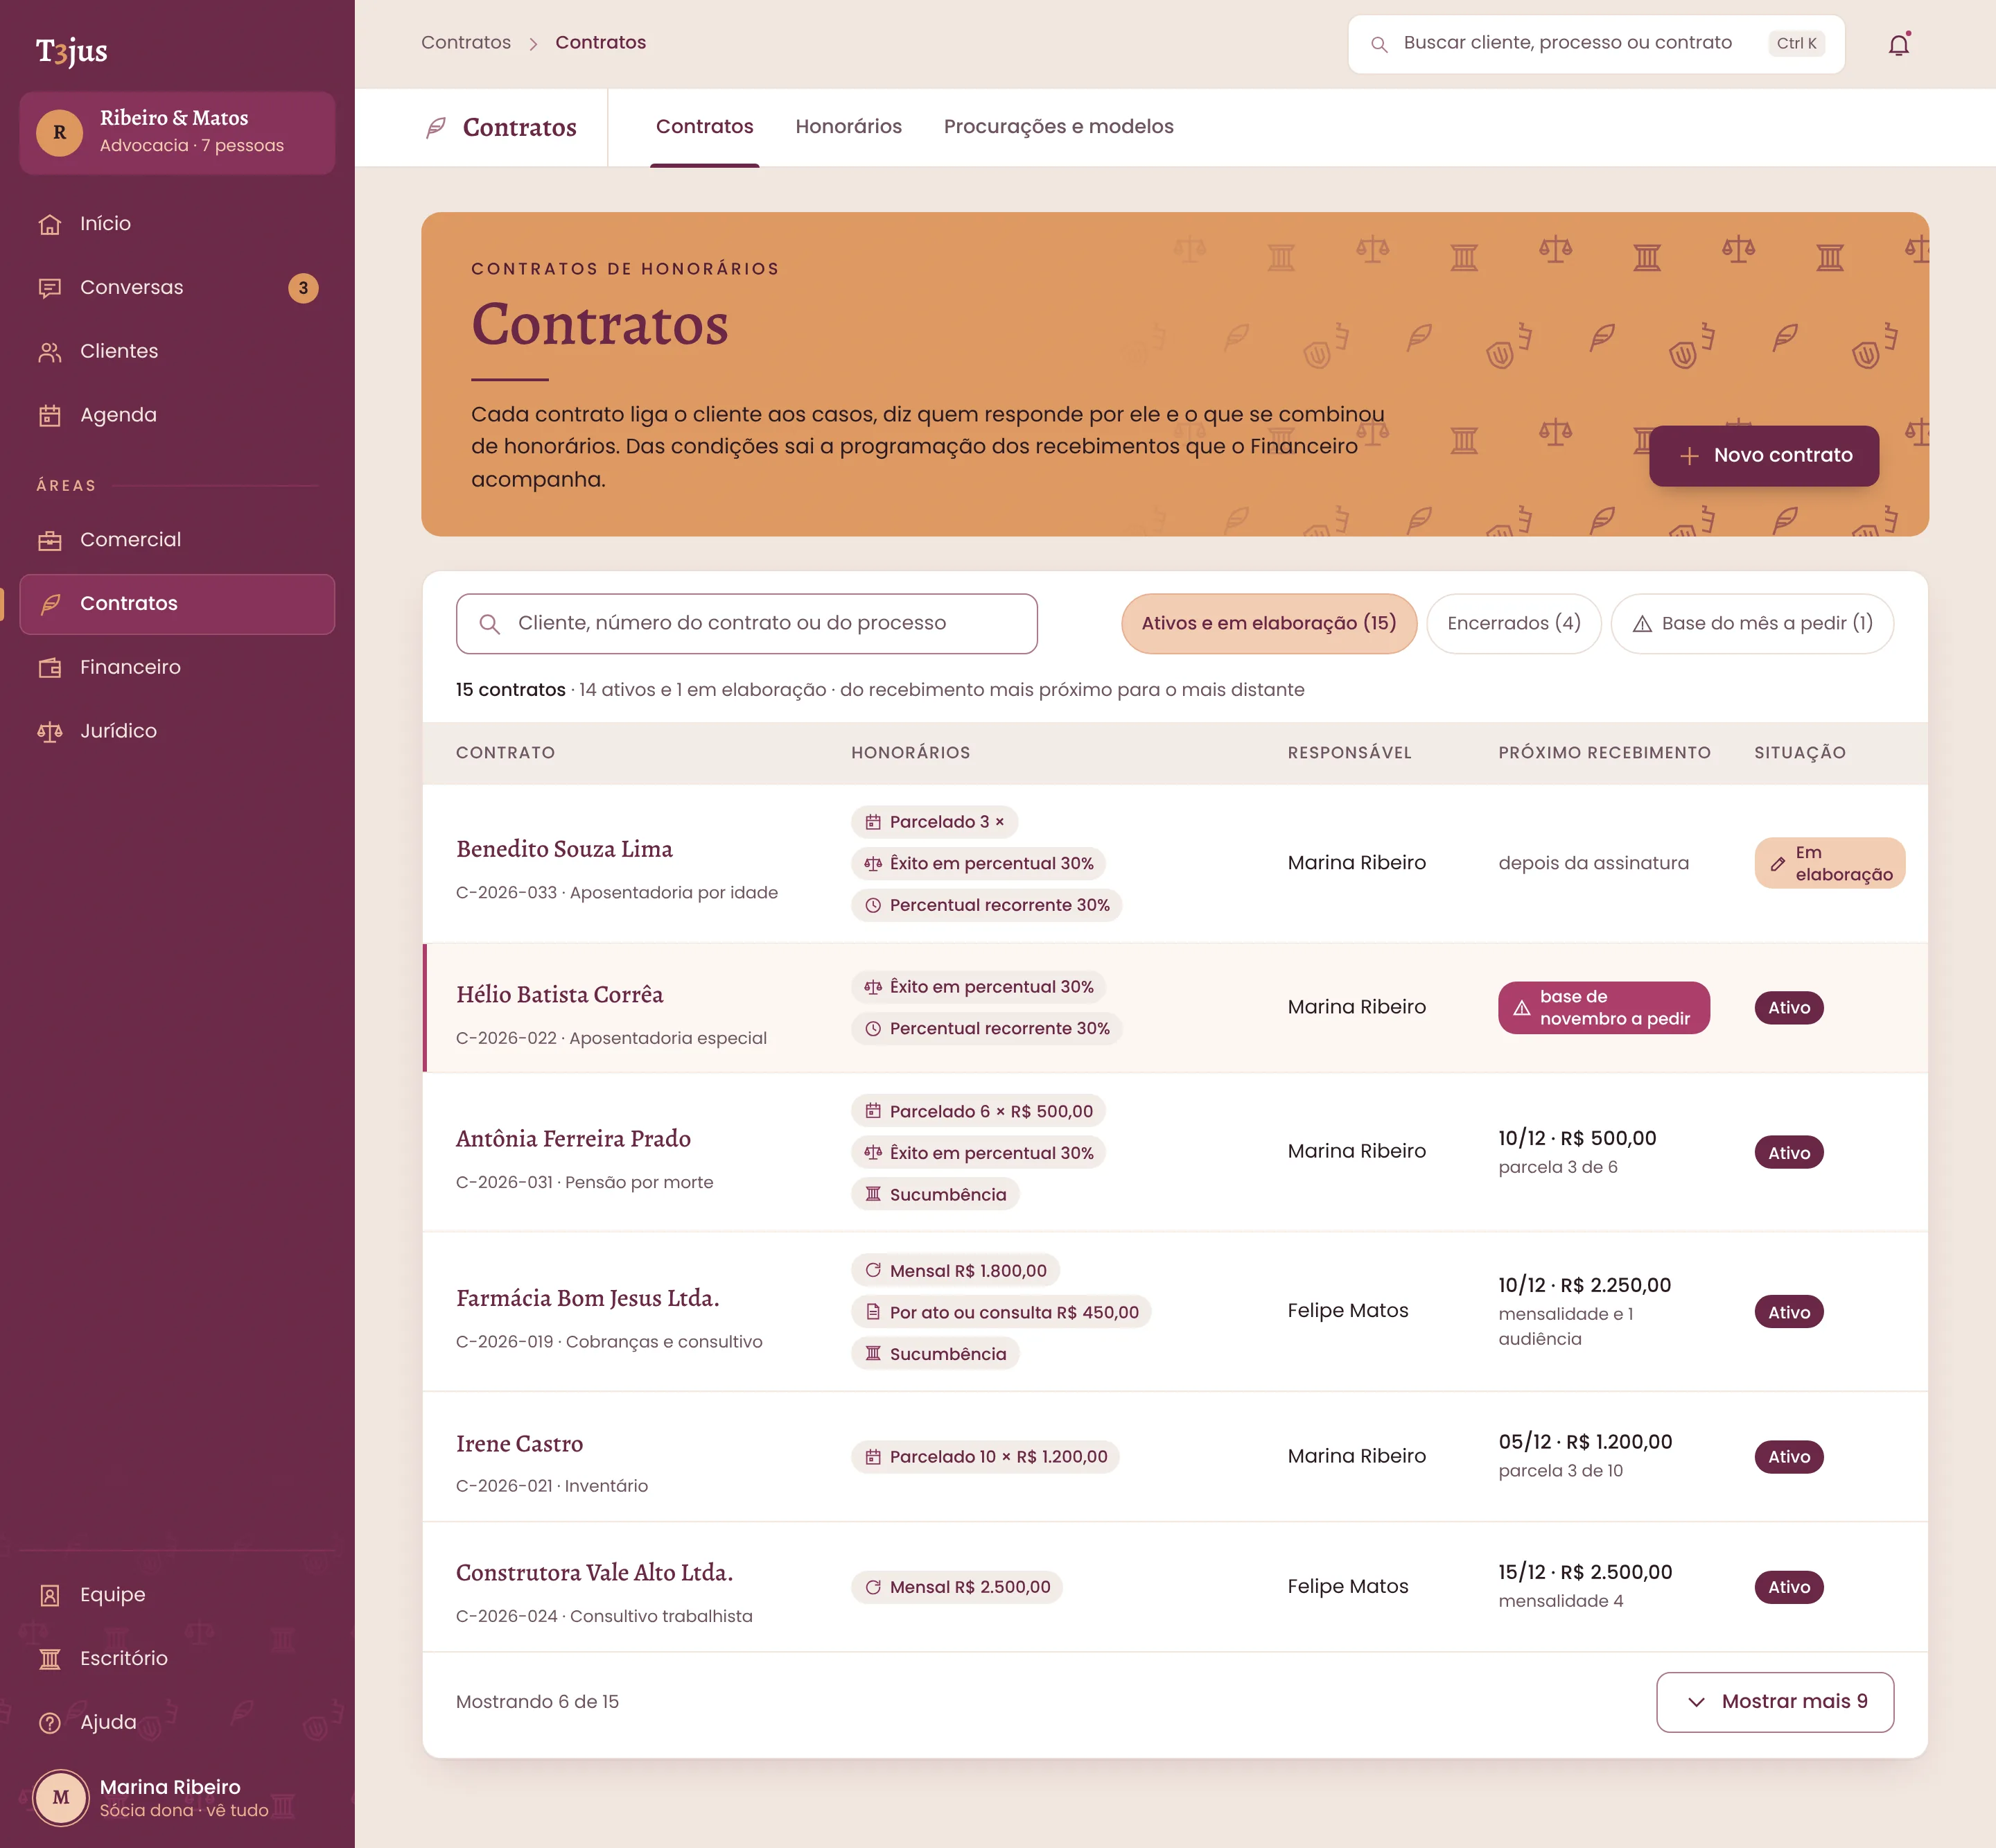 T3jus
R
Ribeiro & Matos
Advocacia · 7 pessoas
Início
Conversas
3
Clientes
Agenda
ÁREAS
Comercial
Contratos
Financeiro
Jurídico
Equipe
Escritório
Ajuda
M
Marina Ribeiro
Sócia dona · vê tudo
Contratos
Contratos
Buscar cliente, processo ou contrato
Ctrl K
Contratos
Contratos
Honorários
Procurações e modelos
CONTRATOS DE HONORÁRIOS
Contratos
Cada contrato liga o cliente aos casos, diz quem responde por ele e o que se combinou
de honorários. Das condições sai a programação dos recebimentos que o Financeiro
acompanha.
Novo contrato
Cliente, número do contrato ou do processo
Ativos e em elaboração (15)
Encerrados (4)
Base do mês a pedir (1)
15 contratos · 14 ativos e 1 em elaboração · do recebimento mais próximo para o mais distante
CONTRATO
HONORÁRIOS
RESPONSÁVEL
PRÓXIMO RECEBIMENTO
SITUAÇÃO
Benedito Souza Lima
C-2026-033 · Aposentadoria por idade
Parcelado 3 ×
Êxito em percentual 30%
Percentual recorrente 30%
Marina Ribeiro
depois da assinatura
Em
elaboração
Hélio Batista Corrêa
C-2026-022 · Aposentadoria especial
Êxito em percentual 30%
Percentual recorrente 30%
Marina Ribeiro
base de
novembro a pedir
Ativo
Antônia Ferreira Prado
C-2026-031 · Pensão por morte
Parcelado 6 × R$ 500,00
Êxito em percentual 30%
Sucumbência
Marina Ribeiro
10/12 · R$ 500,00
parcela 3 de 6
Ativo
Farmácia Bom Jesus Ltda.
C-2026-019 · Cobranças e consultivo
Mensal R$ 1.800,00
Por ato ou consulta R$ 450,00
Sucumbência
Felipe Matos
10/12 · R$ 2.250,00
mensalidade e 1
audiência
Ativo
Irene Castro
C-2026-021 · Inventário
Parcelado 10 × R$ 1.200,00
Marina Ribeiro
05/12 · R$ 1.200,00
parcela 3 de 10
Ativo
Construtora Vale Alto Ltda.
C-2026-024 · Consultivo trabalhista
Mensal R$ 2.500,00
Felipe Matos
15/12 · R$ 2.500,00
mensalidade 4
Ativo
Mostrando 6 de 15
Mostrar mais 9